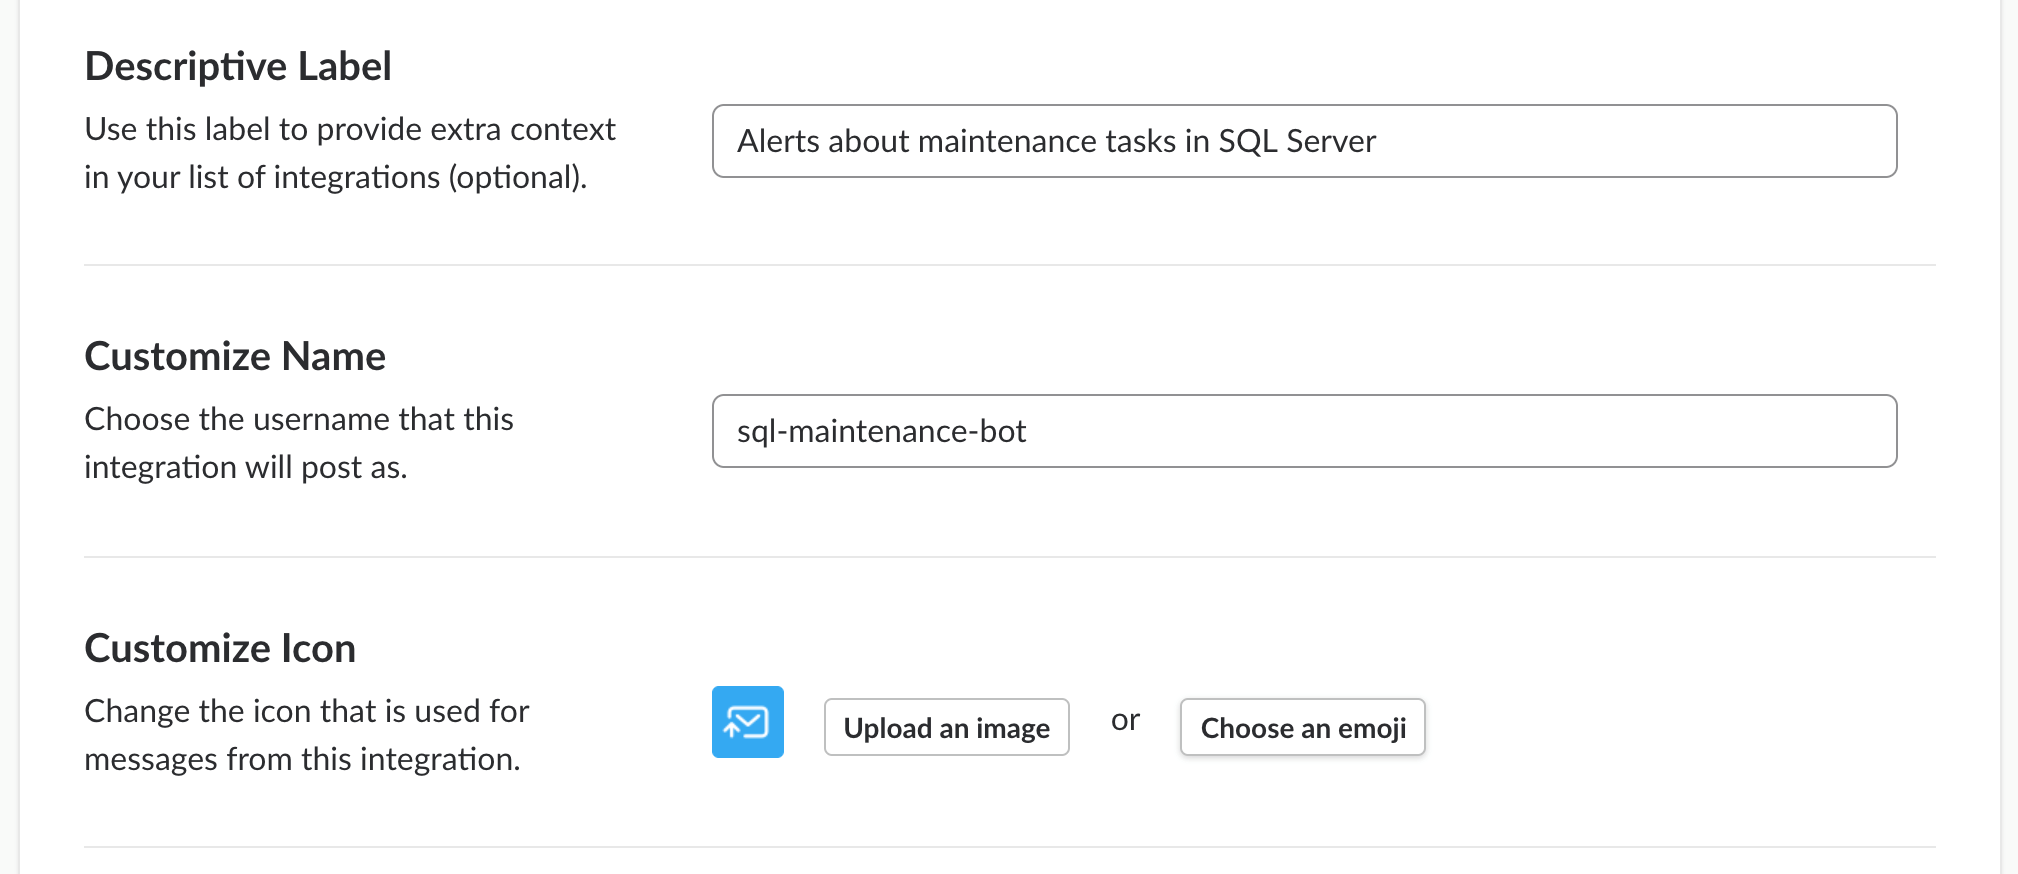 Descriptive Label
Use this label to provide extra context
in your list of integrations (optional).
Alerts about maintenance tasks in SQL Server
Customize Name
Choose the username that this
integration will post as.
sql-maintenance-bot
Customize Icon
Change the icon that is used for
messages from this integration.
Upload an image or Choose an emoji